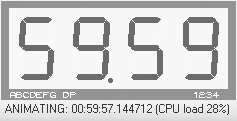 59.59
ABCDEFG DP 1234
ANIMATING: 00:59:57.144712 (CPU load 28%)